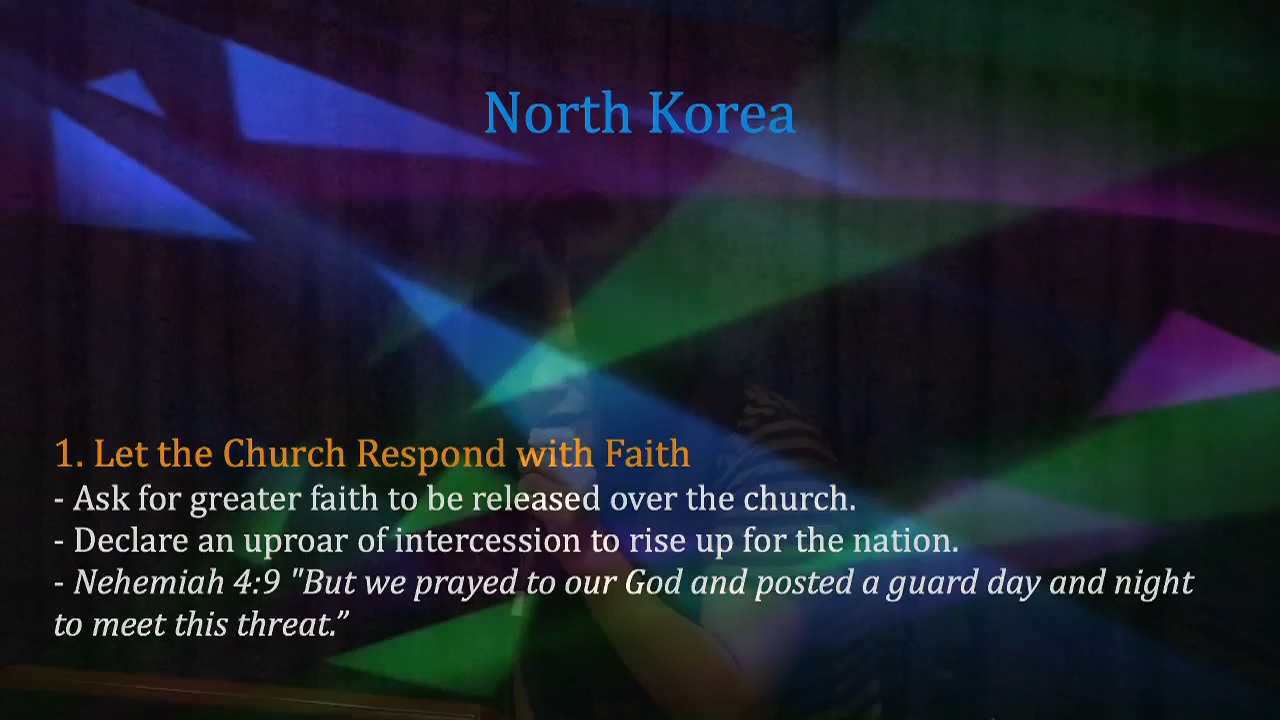 North Korea
1. Let the Church Respond with Faith
- Ask for greater faith to be released over the church.
- Declare an uproar of intercession to rise up for the nation.
- Nehemiah 4:9 "But we prayed to our God and posted a guard day and night
to meet this threat.”